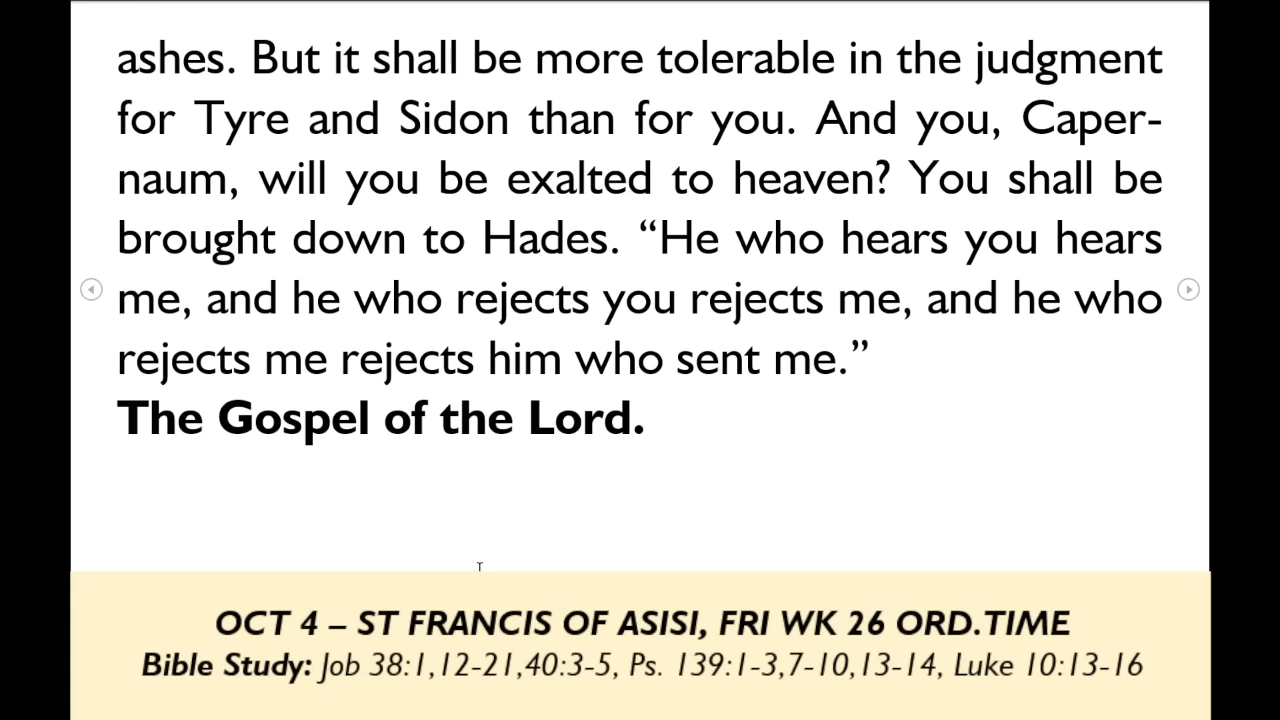 ashes. But it shall be more tolerable in the judgment
for Tyre and Sidon than for you. And you, Caper-
naum, will you be exalted to heaven? You shall be
brought down to Hades. “He who hears you hears
me, and he who rejects you rejects me, and he who
rejects me rejects him who sent me.”
The Gospel of the Lord.
OCT 4 – ST FRANCIS OF ASISI, FRI WK 26 ORD.TIME
Bible Study: Job 38:1,12-21,40:3-5, Ps. 139:1-3,7-10,13-14, Luke 10:13-16